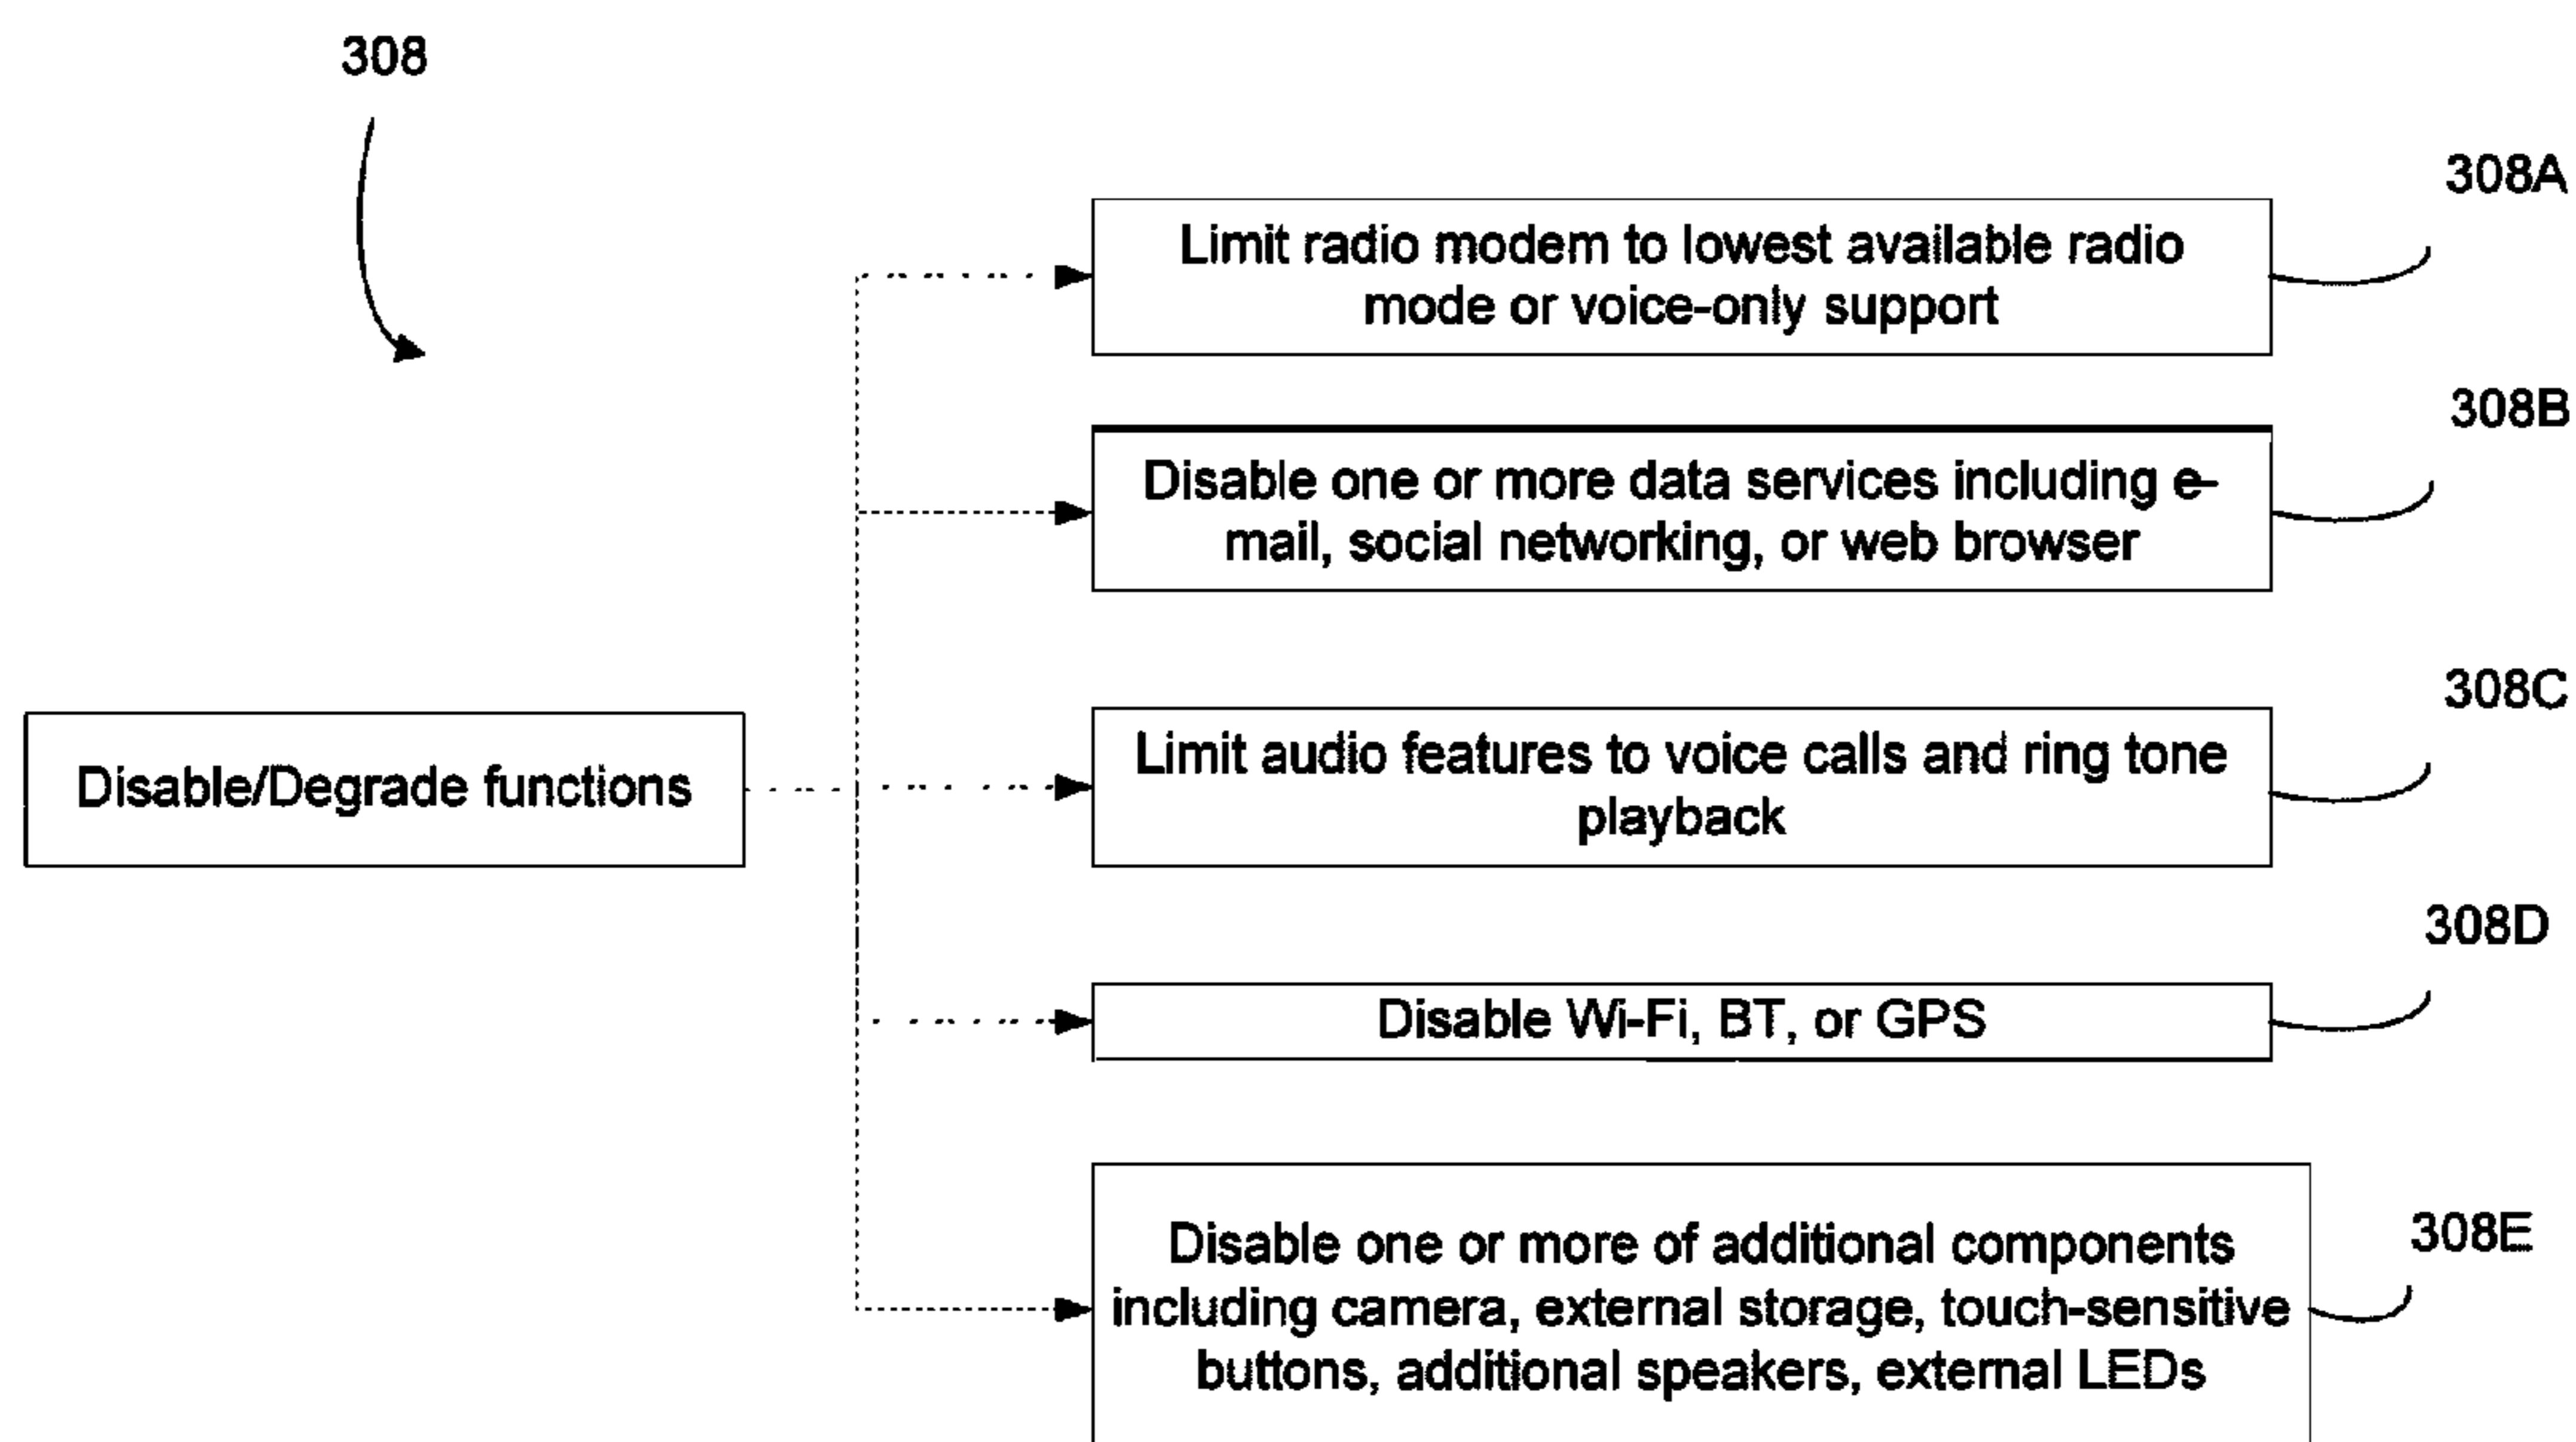 308
308A
Limit radio modem to lowest available radio
mode or voice-only support
308B
Disable one or more data services including e-
mail, social networking, or web browser
308C
Limit audio features to voice calls and ring tone
playback
Disable/Degrade functions
308D
Disable Wi-Fi, BT, or GPS
308E
Disable one or more of additional components
including camera, external storage, touch-sensitive
buttons, additional speakers, external LEDs